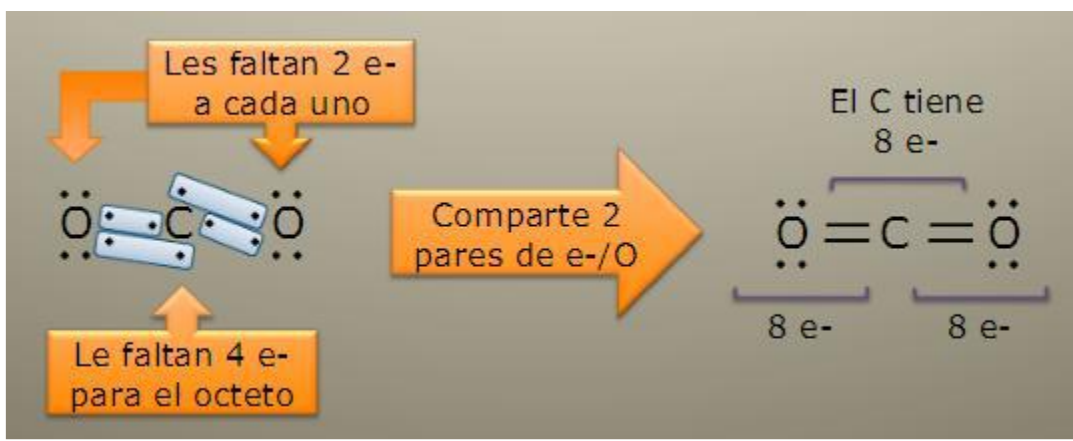 Les faltan 2 e-
a cada uno
O C O
Le faltan 4 e-
para el octeto
Comparte 2
pares de e-/O
El C tiene
8 e-
O = C = O
8 e- 8 e-